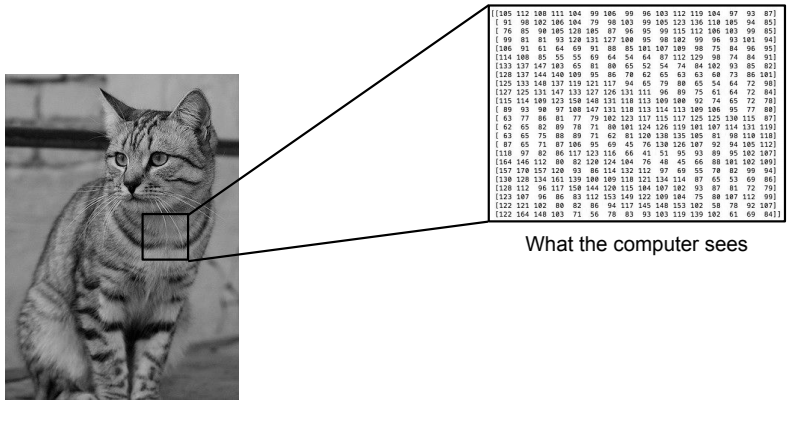 [[105 112 108 111 104 99 106 99 96 103 112 119 104 97 93 87]
[ 91 98 102 106 104 79 98 103 99 105 123 136 110 105 94 85]
[ 76 85 90 105 128 105 87 96 95 99 115 112 106 103 99 85]
[ 99 81 81 93 120 131 127 100 95 98 102 99 96 93 101 94]
[106 91 61 64 69 91 88 85 101 107 109 98 75 84 96 95]
[114 108 85 55 55 69 64 54 64 87 112 129 98 74 84 91]
[133 137 147 103 65 81 80 65 52 54 74 84 102 93 85 82]
[128 137 144 140 109 95 86 70 62 65 63 63 60 73 86 101]
[125 133 148 137 119 121 117 94 65 79 80 65 54 64 72 98]
[127 125 131 147 133 127 126 131 111 96 89 75 61 64 72 84]
[115 114 109 123 150 148 131 118 113 109 100 92 74 65 72 78]
[ 89 93 90 97 108 147 131 118 113 114 113 109 106 95 77 80]
[ 63 77 86 81 77 79 102 123 117 115 117 125 125 130 115 87]
[ 62 65 82 89 78 71 80 101 124 126 119 101 107 114 131 119]
[ 63 65 75 88 89 71 62 81 120 138 135 105 81 98 110 118]
[ 87 65 71 87 106 95 69 45 76 130 126 107 92 94 105 112]
[118 97 82 86 117 123 116 66 41 51 95 93 89 95 102 107]
[164 146 112 80 82 120 124 104 76 48 45 66 88 101 102 109]
[157 170 157 120 93 86 114 132 112 97 69 55 70 82 99 94]
[130 128 134 161 139 100 109 118 121 134 114 87 65 53 69 86]
[128 112 96 117 150 144 120 115 104 107 102 93 87 81 72 79]
[123 107 96 86 83 112 153 149 122 109 104 75 80 107 112 99]
[122 121 102 80 82 86 94 117 145 148 153 102 58 78 92 107]
[122 164 148 103 71 56 78 83 93 103 119 139 102 61 69 84]]
What the computer sees